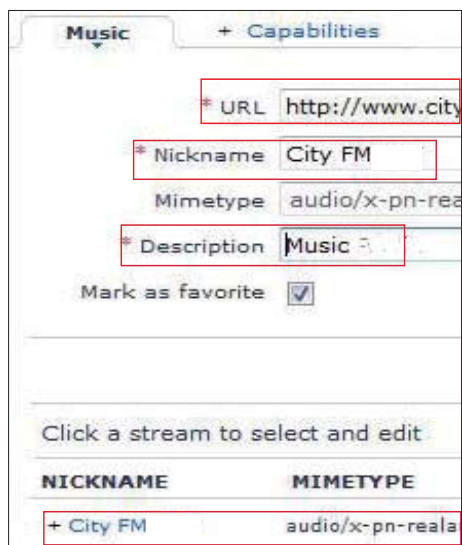 Music + Capabilities
* URL http://www.city
* Nickname City FM
Mimetype audio/x-pn-rea
* Description Music
Mark as favorite
Click a stream to select and edit
NICKNAME MIMETYPE
+ City FM audio/x-pn-reala